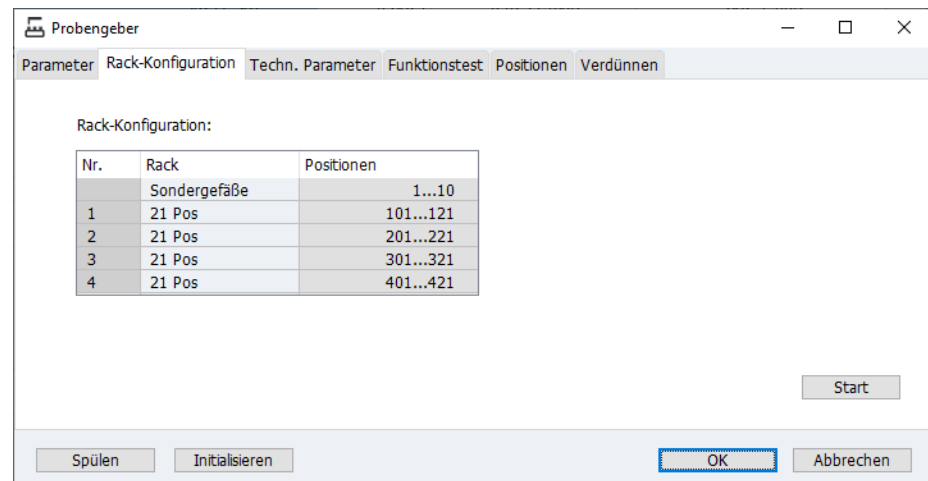 Probengeber
Parameter Rack-Konfiguration Techn. Parameter Funktionstest Positionen Verdünnen
Rack-Konfiguration:
Nr. Rack Positionen
Sondergefäße 1...10
1 21 Pos 101...121
2 21 Pos 201...221
3 21 Pos 301...321
4 21 Pos 401...421
Start
Spülen Initialisieren OK Abbrechen